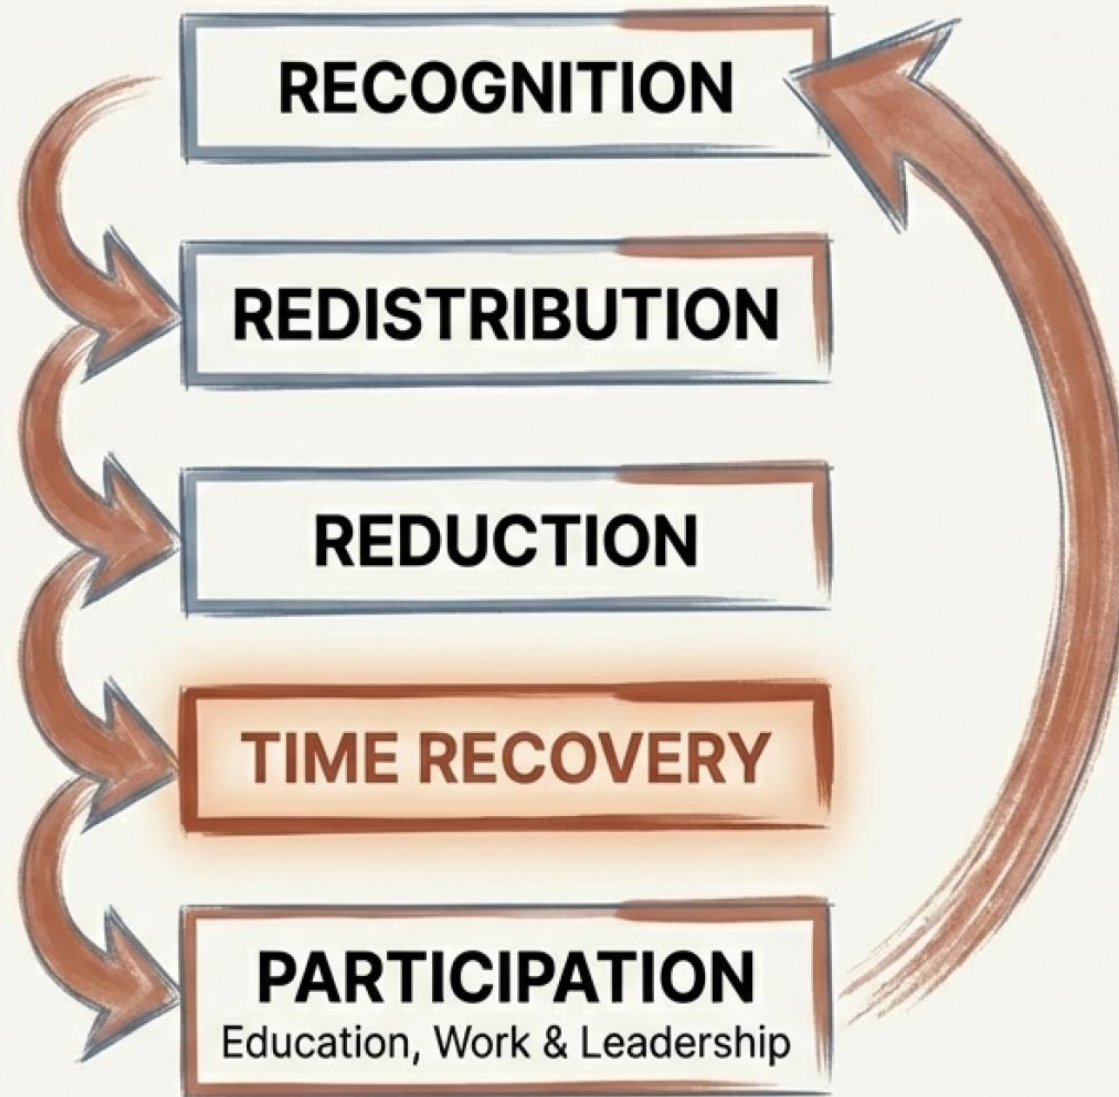 RECOGNITION
REDISTRIBUTION
REDUCTION
TIME RECOVERY
PARTICIPATION
Education, Work & Leadership